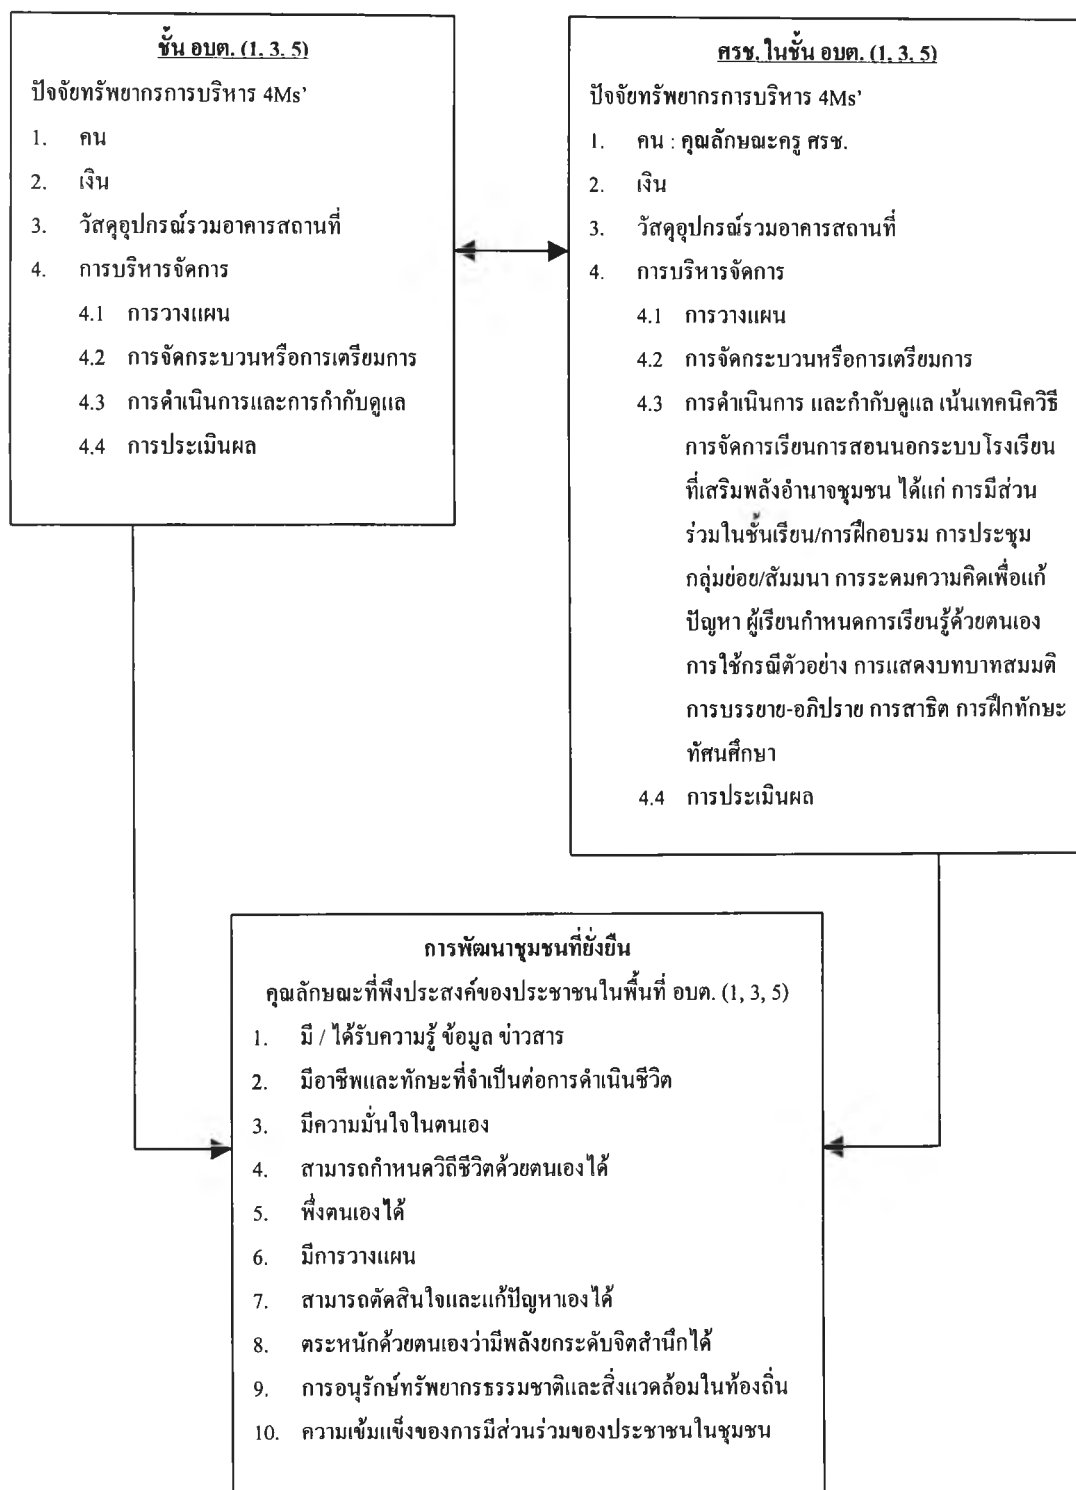 ชั้น อบต. (1, 3, 5)
ปัจจัยทรัพยากรการบริหาร 4Ms’
1. คน
2. เงิน
3. วัสดุอุปกรณ์รวมอาคารสถานที่
4. การบริหารจัดการ
4.1 การวางแผน
4.2 การจัดกระบวนหรือการเตรียมการ
4.3 การดำเนินการและการกำกับดูแล
4.4 การประเมินผล
ศรช. ในชั้น อบต. (1, 3, 5)
ปัจจัยทรัพยากรการบริหาร 4Ms’
1. คน : คุณลักษณะครู ศรช.
2. เงิน
3. วัสดุอุปกรณ์รวมอาคารสถานที่
4. การบริหารจัดการ
4.1 การวางแผน
4.2 การจัดกระบวนหรือการเตรียมการ
4.3 การดำเนินการ และกำกับดูแล เน้นเทคนิควิธี
การจัดการเรียนการสอนนอกระบบโรงเรียน
ที่เสริมพลังอำนาจชุมชน ได้แก่ การมีส่วน
ร่วมในชั้นเรียน/การฝึกอบรม การประชุม
กลุ่มย่อย/สัมมนา การระดมความคิดเพื่อแก้
ปัญหา ผู้เรียนกำหนดการเรียนรู้ด้วยตนเอง
การใช้กรณีตัวอย่าง การแสดงบทบาทสมมติ
การบรรยาย-อภิปราย การสาธิต การฝึกทักษะ
ทัศนศึกษา
4.4 การประเมินผล
การพัฒนาชุมชนที่ยั่งยืน
คุณลักษณะที่พึงประสงค์ของประชาชนในพื้นที่ อบต. (1, 3, 5)
1. มี / ได้รับความรู้ ข้อมูล ข่าวสาร
2. มีอาชีพและทักษะที่จำเป็นต่อการดำเนินชีวิต
3. มีความมั่นใจในตนเอง
4. สามารถกำหนดวิถีชีวิตด้วยตนเองได้
5. พึ่งตนเองได้
6. มีการวางแผน
7. สามารถตัดสินใจและแก้ปัญหาเองได้
8. ตระหนักด้วยตนเองว่ามีพลังยกระดับจิตสำนึกได้
9. การอนุรักษ์ทรัพยากรธรรมชาติและสิ่งแวดล้อมในท้องถิ่น
10. ความเข้มแข็งของการมีส่วนร่วมของประชาชนในชุมชน